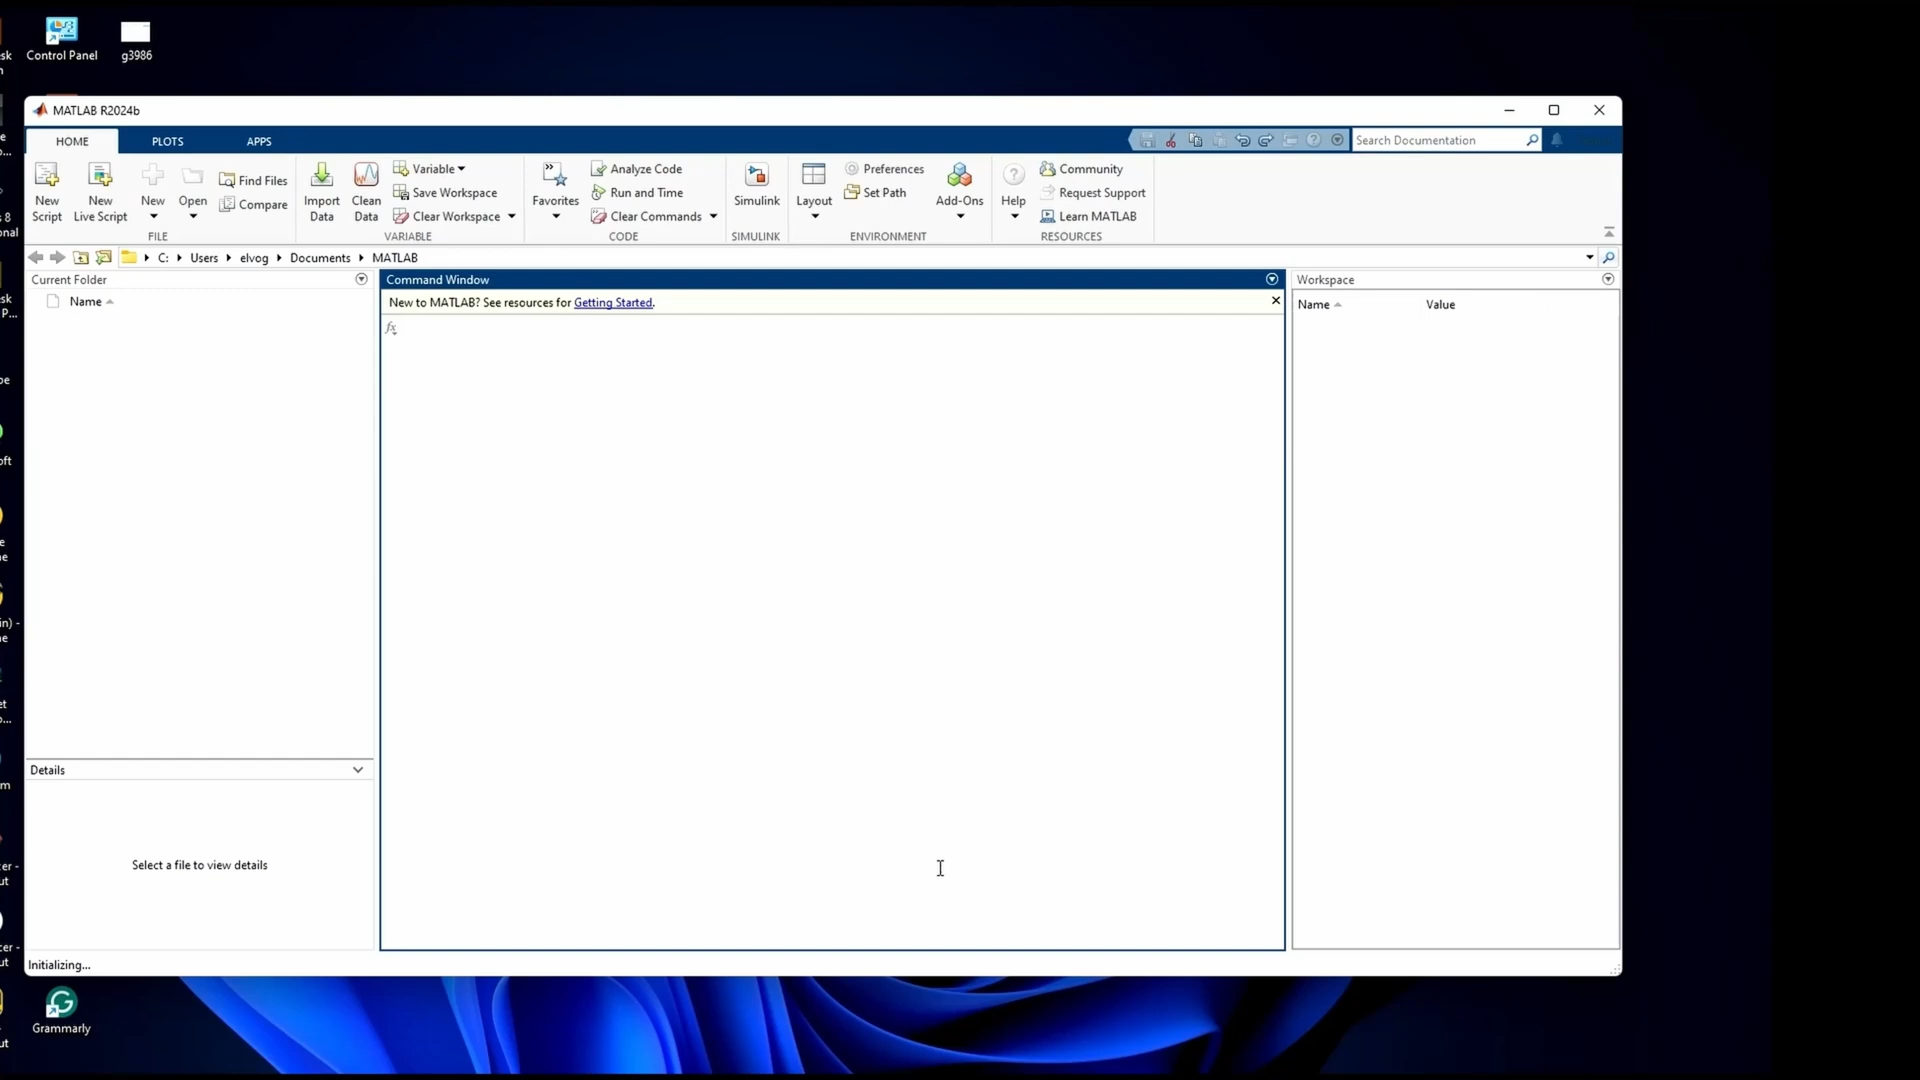 Control Panel
g3986
MATLAB R2024b
HOME
PLOTS
APPS
Search Documentation
New Script
New Live Script
New
Open
Find Files
Compare
FILE
Import Data
Clean Data
Variable
Save Workspace
Clear Workspace
VARIABLE
Favorites
Analyze Code
Run and Time
Clear Commands
CODE
Simulink
SIMULINK
Layout
Preferences
Set Path
Add-Ons
ENVIRONMENT
Help
Community
Request Support
Learn MATLAB
RESOURCES
C: Users elvog Documents MATLAB
Current Folder
Name
Command Window
New to MATLAB? See resources for Getting Started.
fx
Workspace
Name
Value
Details
Select a file to view details
Initializing...
Grammarly